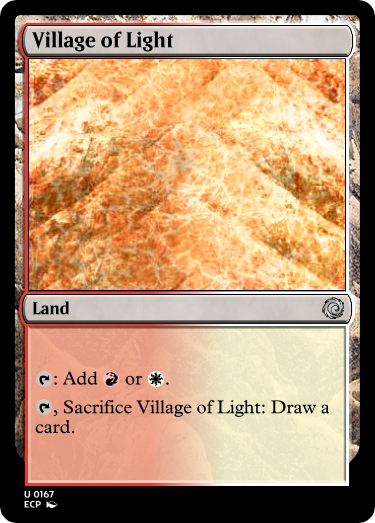 Village of Light
Land
: Add or .
, Sacrifice Village of Light: Draw a
card.
U 0167
ECP